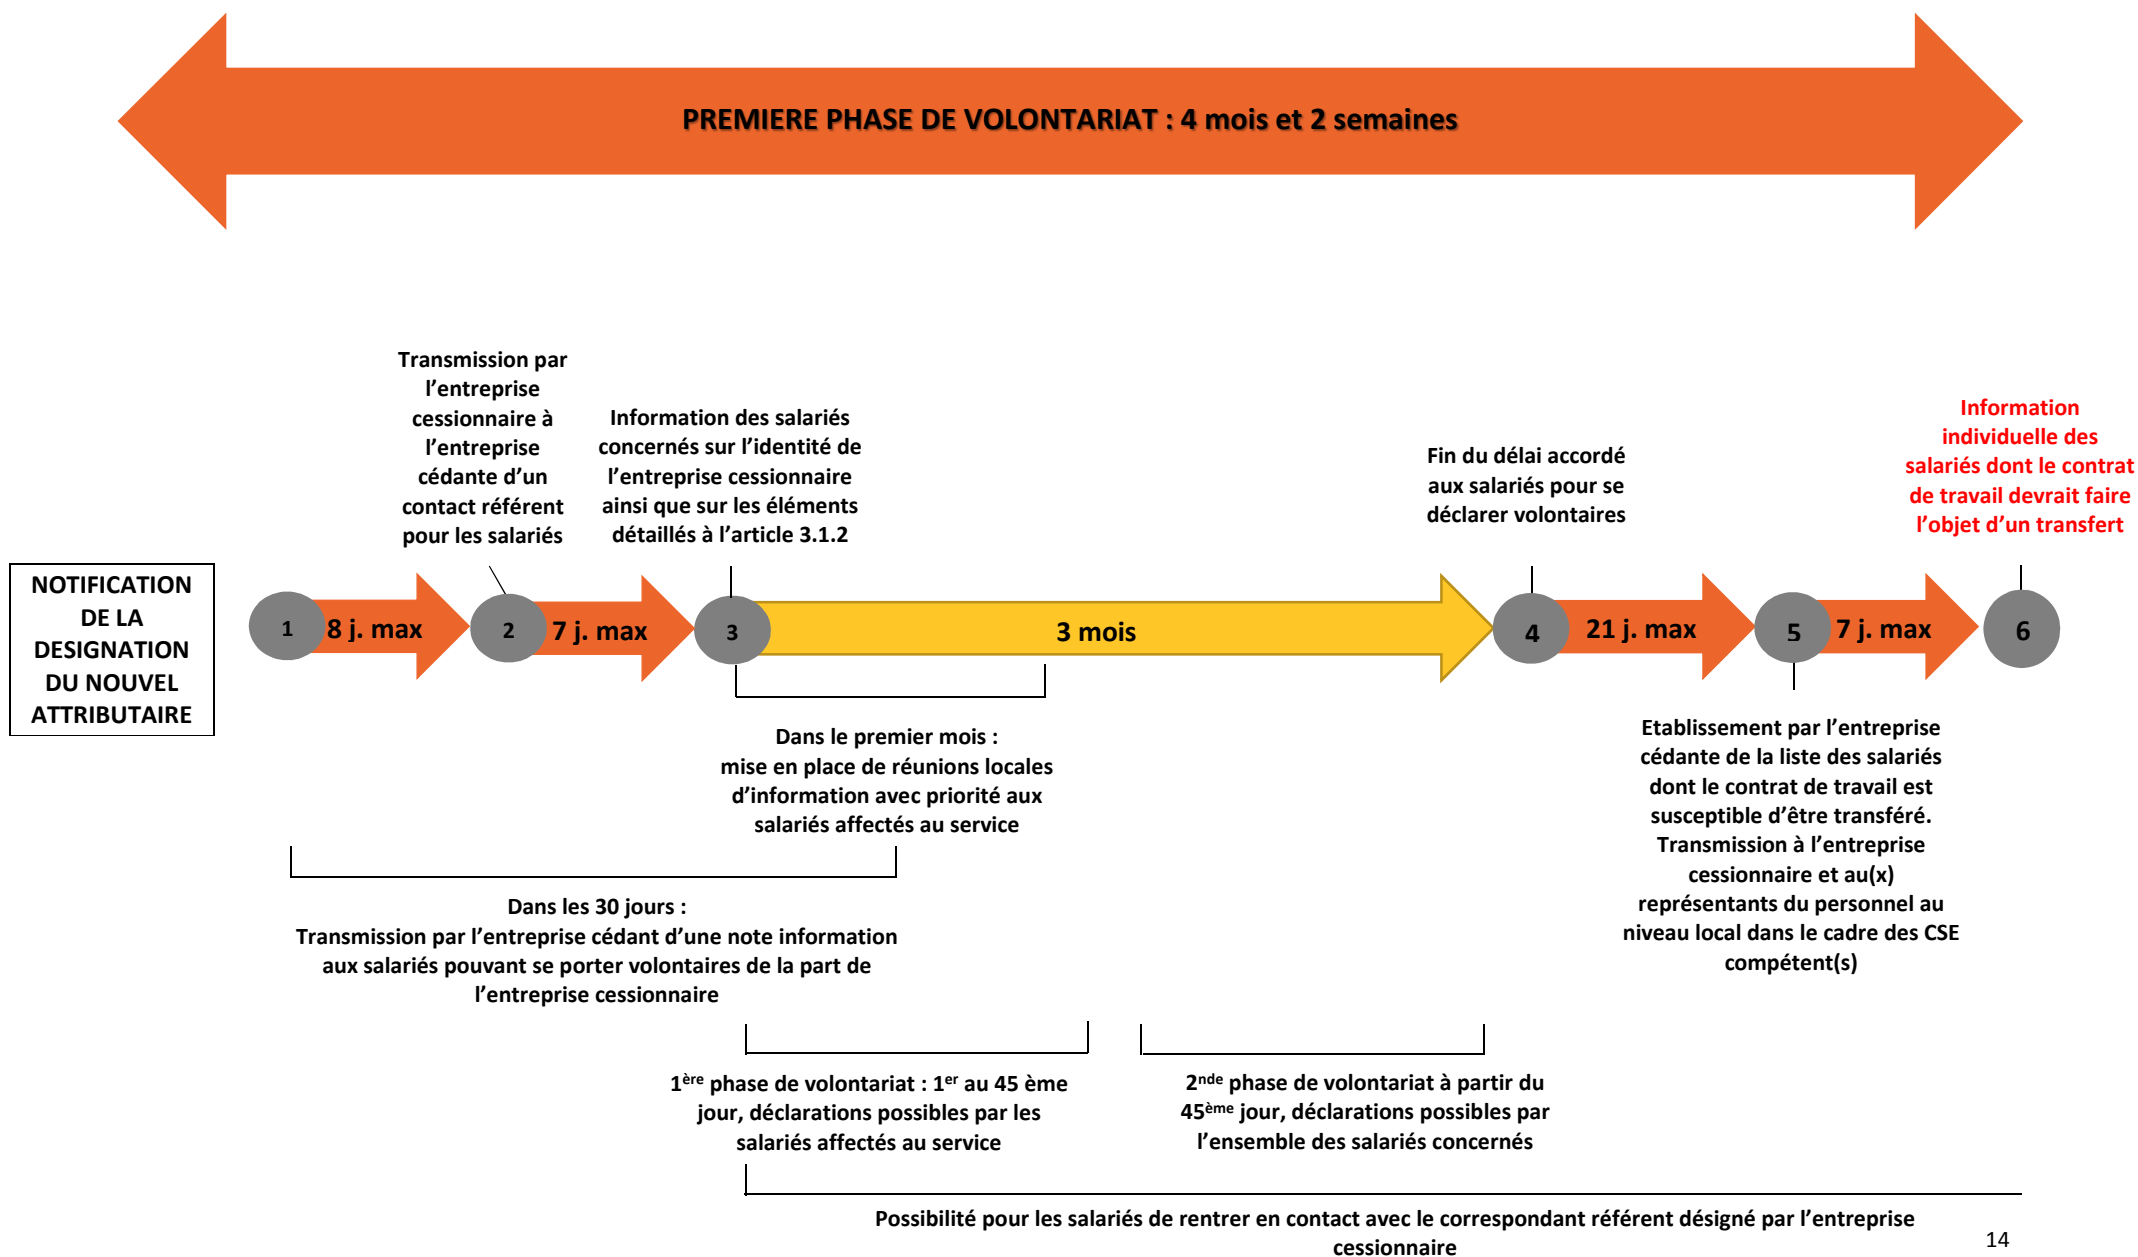 PREMIERE PHASE DE VOLONTARIAT : 4 mois et 2 semaines
Transmission par
l’entreprise
cessionnaire à
l’entreprise
cédante d’un
contact référent
pour les salariés
Information des salariés
concernés sur l’identité de
l’entreprise cessionnaire
ainsi que sur les éléments
détaillés à l’article 3.1.2
Fin du délai accordé
aux salariés pour se
déclarer volontaires
Information
individuelle des
salariés dont le contrat
de travail devrait faire
l’objet d’un transfert
NOTIFICATION
DE LA
DESIGNATION
DU NOUVEL
ATTRIBUTAIRE
1
8 j. max
2
7 j. max
3
3 mois
4
21 j. max
5
7 j. max
6
Dans le premier mois :
mise en place de réunions locales
d’information avec priorité aux
salariés affectés au service
Etablissement par l’entreprise
cédante de la liste des salariés
dont le contrat de travail est
susceptible d’être transféré.
Transmission à l’entreprise
cessionnaire et au(x)
représentants du personnel au
niveau local dans le cadre des CSE
compétent(s)
Dans les 30 jours :
Transmission par l’entreprise cédant d’une note information
aux salariés pouvant se porter volontaires de la part de
l’entreprise cessionnaire
1ère phase de volontariat : 1er au 45 ème
jour, déclarations possibles par les
salariés affectés au service
2nde phase de volontariat à partir du
45ème jour, déclarations possibles par
l’ensemble des salariés concernés
Possibilité pour les salariés de rentrer en contact avec le correspondant référent désigné par l’entreprise
cessionnaire
14